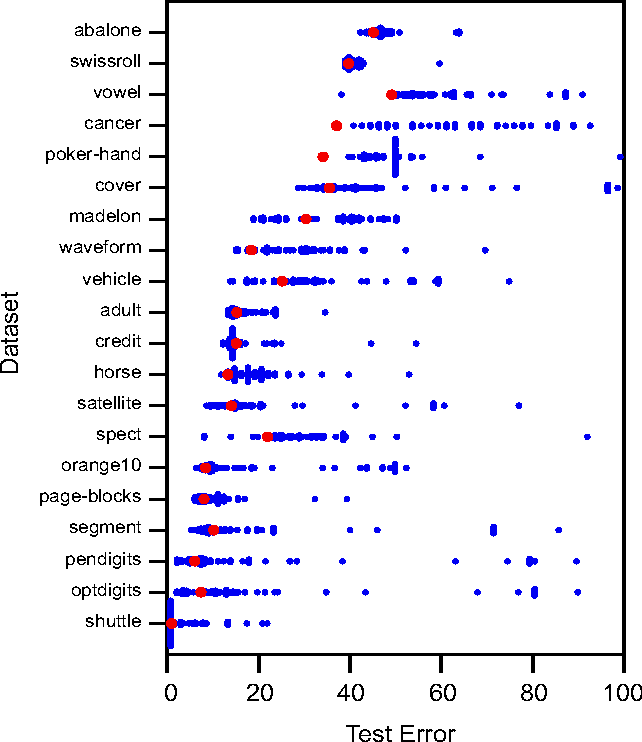 abalone
swissroll
vowel
cancer
poker-hand
cover
madelon
waveform
vehicle
adult
credit
horse
satellite
spect
orange10
page-blocks
segment
pendigits
optdigits
shuttle
Dataset
0 20 40 60 80 100
Test Error